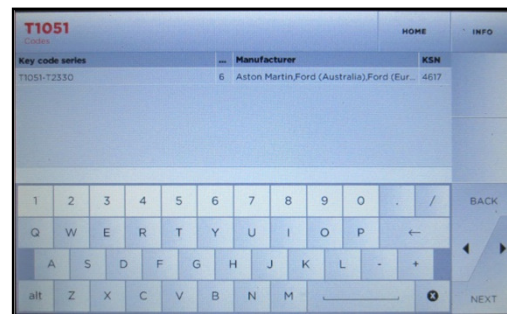 T1051
Codes
HOME
INFO
Key code series ... Manufacturer KSN
T1051-T2330 6 Aston Martin,Ford (Australia),Ford (Eur... 4617
1 2 3 4 5 6 7 8 9 0 . /
BACK
Q W E R T Y U I O P ←
A S D F G H J K L - +
alt Z X C V B N M
NEXT